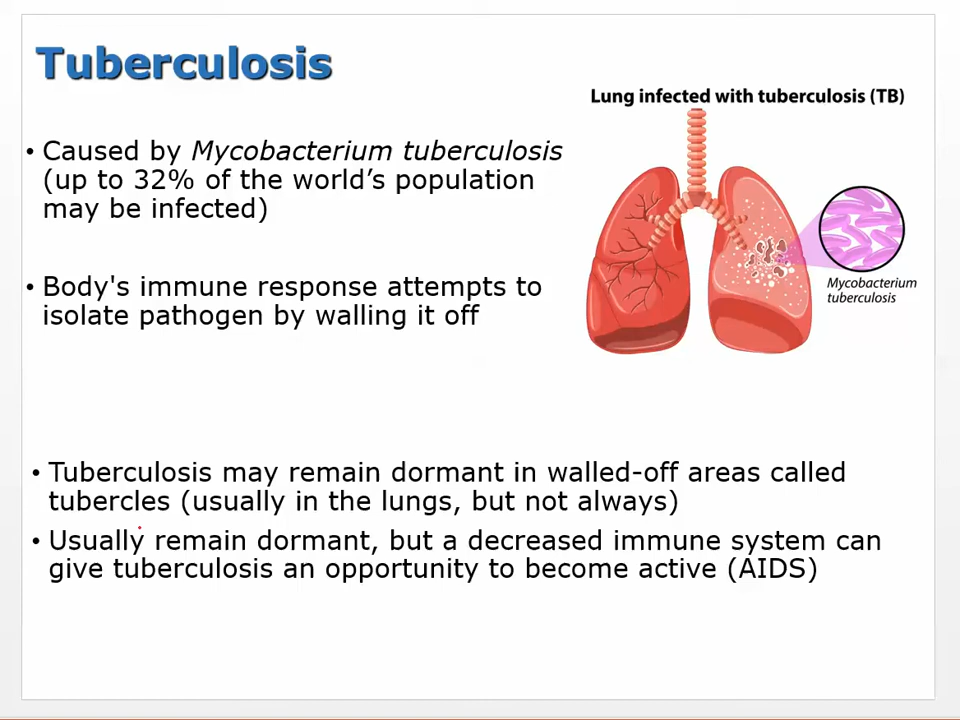 Tuberculosis
Lung infected with tuberculosis (TB)
• Caused by Mycobacterium tuberculosis
(up to 32% of the world’s population
may be infected)
• Body's immune response attempts to
isolate pathogen by walling it off
Mycobacterium
tuberculosis
• Tuberculosis may remain dormant in walled-off areas called
tubercles (usually in the lungs, but not always)
• Usually remain dormant, but a decreased immune system can
give tuberculosis an opportunity to become active (AIDS)